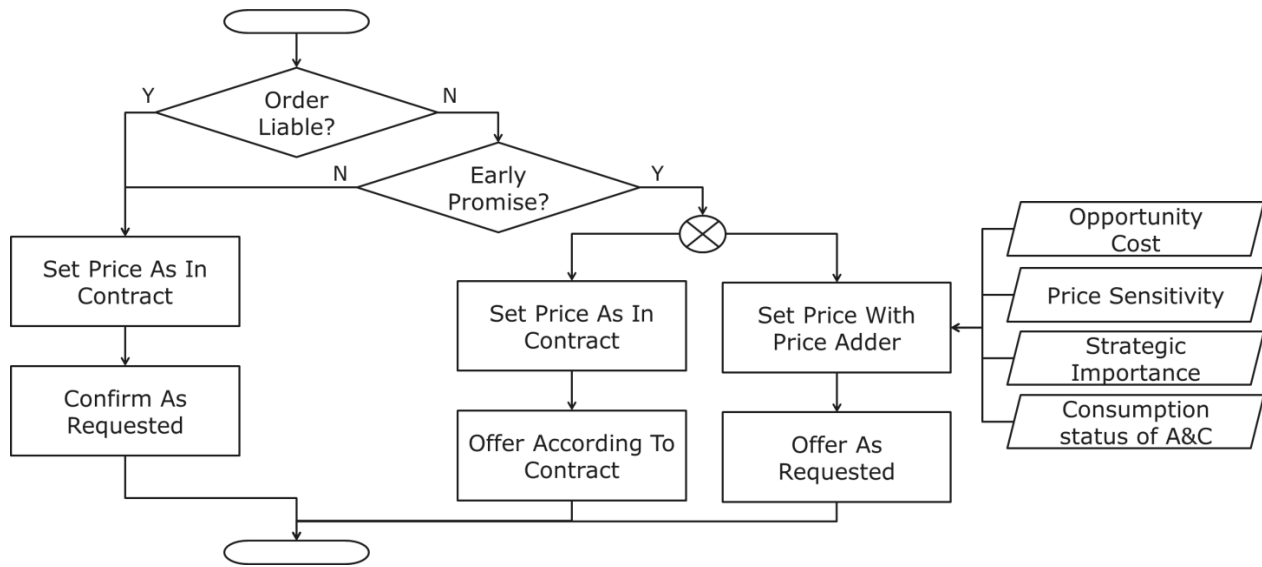 Y
N
Order
Liable?
N
Y
Early
Promise?
Opportunity
Cost
Set Price As In
Contract
Set Price As In
Contract
Set Price With
Price Adder
Price Sensitivity
Strategic
Importance
Confirm As
Requested
Offer According To
Contract
Offer As
Requested
Consumption
status of A&C